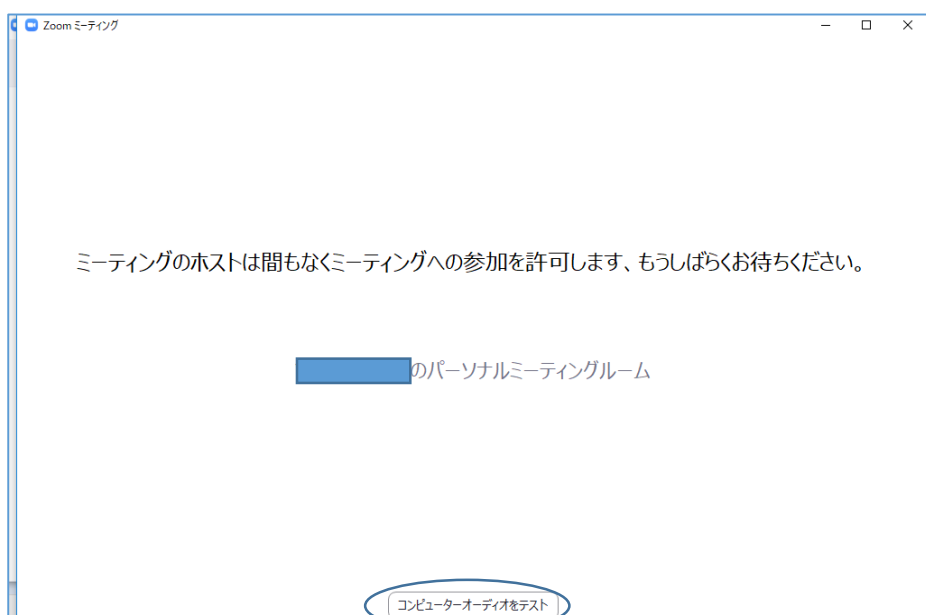 Zoom ミーティング
ミーティングのホストは間もなくミーティングへの参加を許可します、もうしばらくお待ちください。
のパーソナルミーティングルーム
コンピューターオーディオをテスト